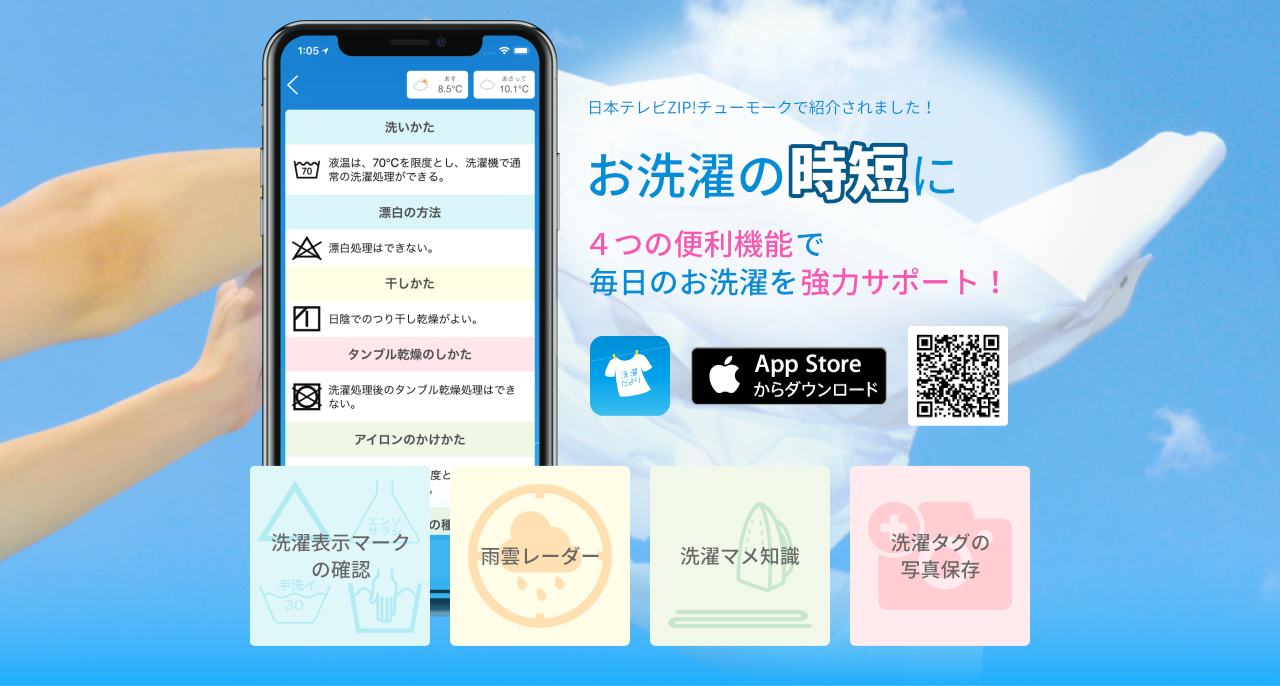 1:05
あす
8.5℃
あさって
10.1℃
洗いかた
70
液温は、70℃を限度とし、洗濯機で通
常の洗濯処理ができる。
漂白の方法
漂白処理はできない。
干しかた
日陰でのつり干し乾燥がよい。
タンブル乾燥のしかた
洗濯処理後のタンブル乾燥処理はでき
ない。
アイロンのかけかた
度と
の種
日本テレビZIP!チューモークで紹介されました！
お洗濯の時短に
４つの便利機能で
毎日のお洗濯を強力サポート！
洗濯
だより
App Store
からダウンロード
エンソ
サラシ
洗濯表示マーク
の確認
手洗イ
30
雨雲レーダー
洗濯マメ知識
洗濯タグの
写真保存